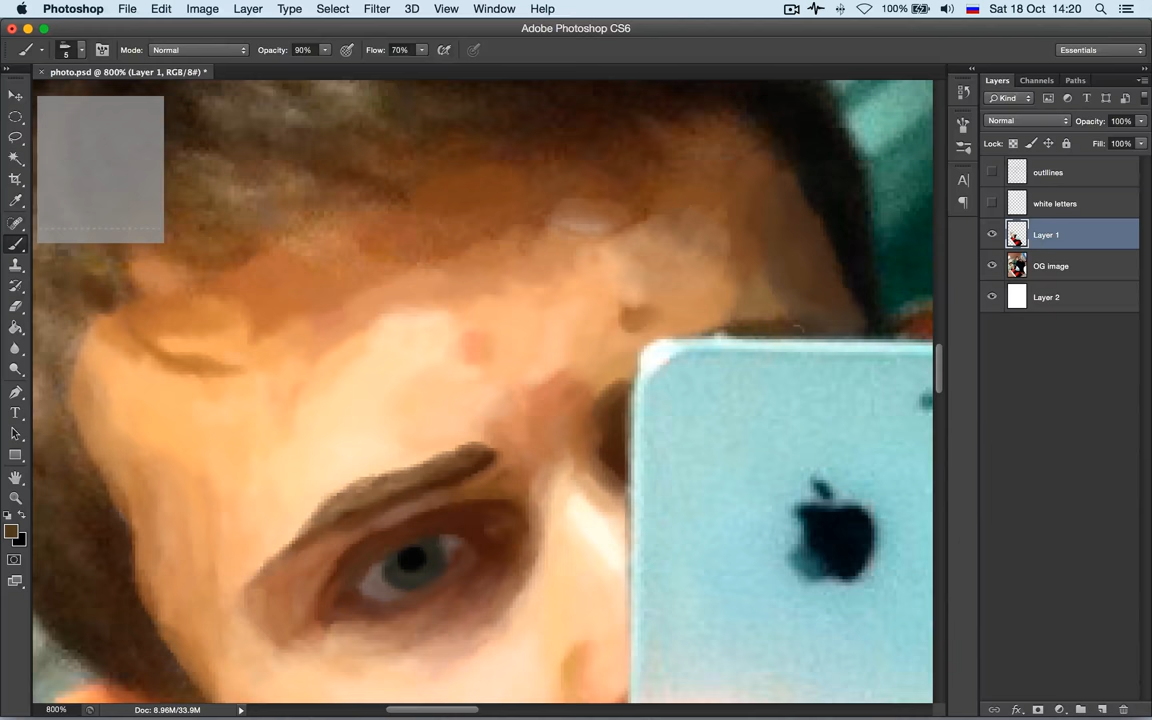 Photoshop File Edit Image Layer Type Select Filter 3D View Window Help 100% Sat 18 Oct 14:20
Adobe Photoshop CS6
5 Mode: Normal Opacity: 90% Flow: 70% Essentials
photo.psd @ 800% (Layer 1, RGB/8#) *
Layers Channels Paths
Kind
Normal Opacity: 100%
Lock: Fill: 100%
outllines
white letters
Layer 1
OG image
Layer 2
800% Doc: 8.96M/33.9M